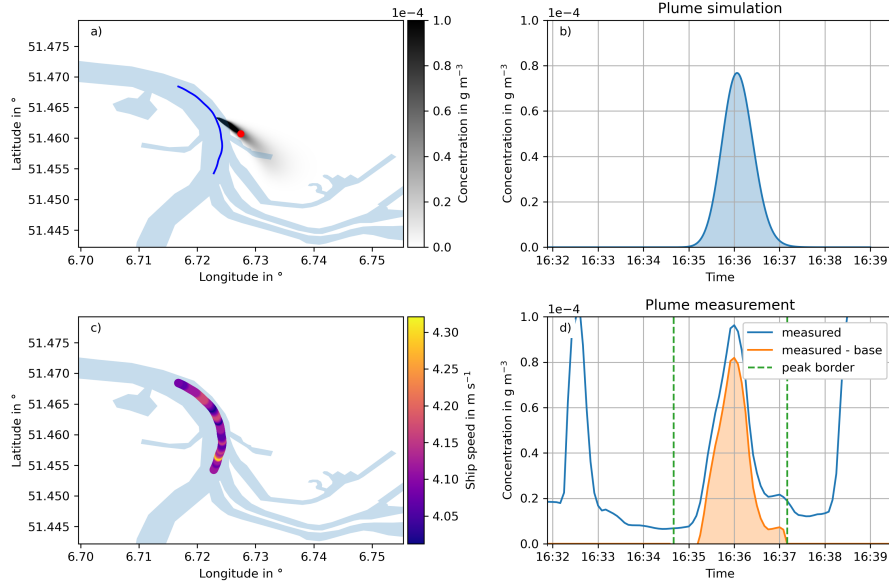 1e−4
a)
51.475
51.470
51.465
51.460
51.455
51.450
51.445
Latitude in °
6.70
6.71
6.72
6.73
6.74
6.75
Longitude in °
1.0
0.8
0.6
0.4
0.2
0.0
Concentration in g m⁻³
Plume simulation
1e−4
b)
1.0
0.8
0.6
0.4
0.2
0.0
Concentration in g m⁻³
16:32 16:33 16:34 16:35 16:36 16:37 16:38 16:39
Time
c)
51.475
51.470
51.465
51.460
51.455
51.450
51.445
Latitude in °
6.70
6.71
6.72
6.73
6.74
6.75
Longitude in °
4.30
4.25
4.20
4.15
4.10
4.05
Ship speed in m s⁻¹
Plume measurement
1e−4
d)
measured
measured - base
peak border
1.0
0.8
0.6
0.4
0.2
0.0
Concentration in g m⁻³
16:32 16:33 16:34 16:35 16:36 16:37 16:38 16:39
Time